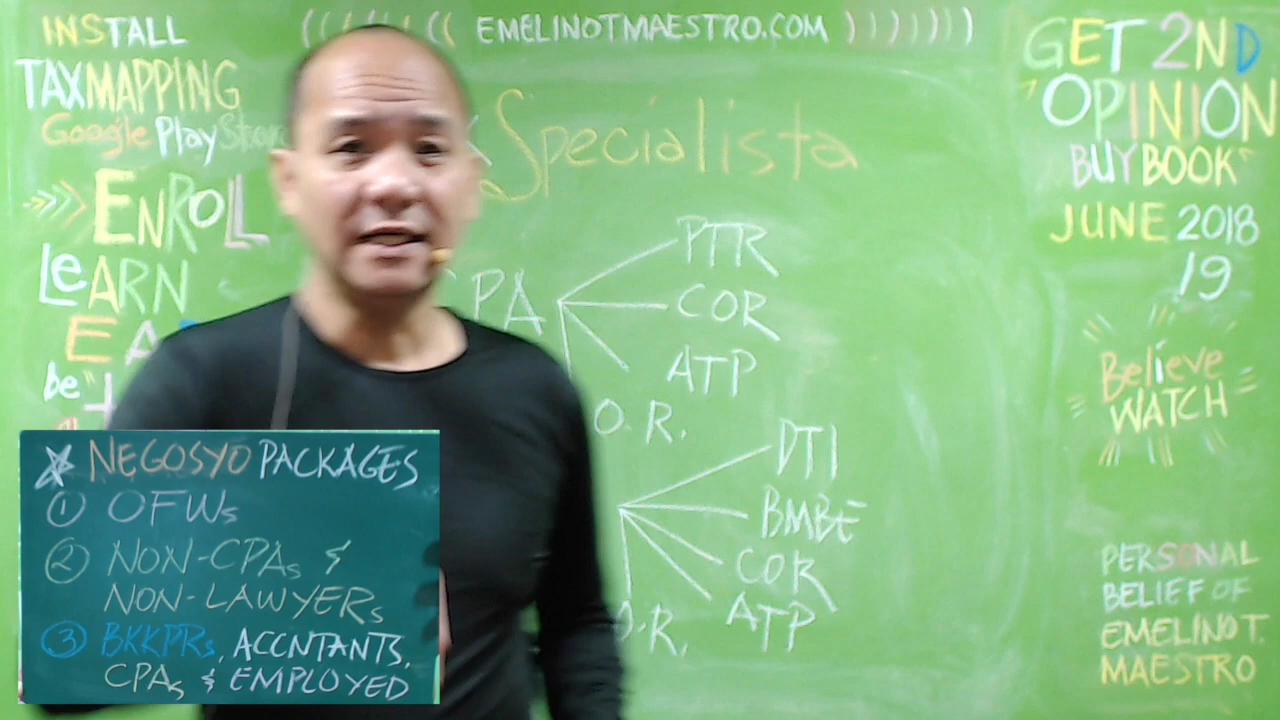 INSTALL
TAXMAPPING
Google Play Store
>>> ENROLL
LeARN
be
(((((( EMELINOTMAESTRO.COM ))))))
Specialista
CPA
PTR
COR
ATP
O.R.
DTI
BMBE
COR
ATP
O.R.
GET 2ND
OPINION
BUY BOOK
JUNE 2018
19
Believe
WATCH
PERSONAL
BELIEF OF
EMELINO T.
MAESTRO
NEGOSYO PACKAGES
1 OFWs
2 NON-CPAs &
NON-LAWYERs
3 BKKPRs, ACCNTANTS,
CPAs & EMPLOYED